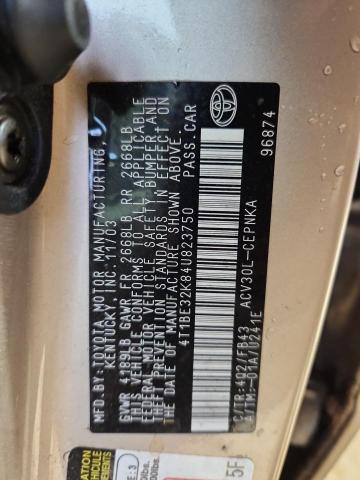 MFD.BY:TOYOTA MOTOR MANUFACTURING,
KENTUCKY, INC. 11/03
GVWR 4189LB GAWR FR 2668LB RR 2668LB
THIS VEHICLE CONFORMS TO ALL APPLICABLE
FEDERAL MOTOR VEHICLE SAFETY, BUMPER, AND
THEFT PREVENTION STANDARDS IN EFFECT ON
THE DATE OF MANUFACTURE SHOWN ABOVE.
4T1BE32K84U823750 PASS.CAR
C/TR:4Q2/FB43 ACV30L-CEPNKA
A/TM:-01A/U241E 96874